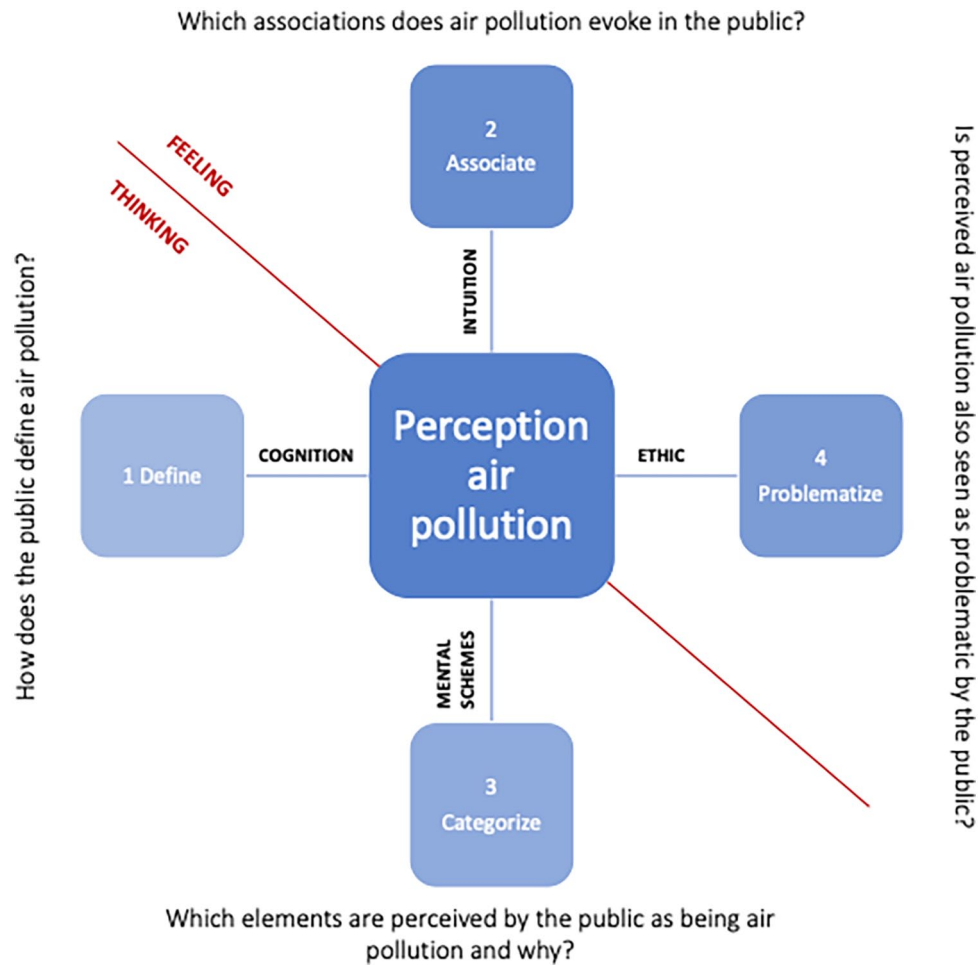 Which associations does air pollution evoke in the public?
2
Associate
FEELING
THINKING
INTUITION
Is perceived air pollution also seen as problematic by the public?
How does the public define air pollution?
1 Define
COGNITION
Perception
air
pollution
ETHIC
4
Problematize
MENTAL
SCHEMES
3
Categorize
Which elements are perceived by the public as being air
pollution and why?